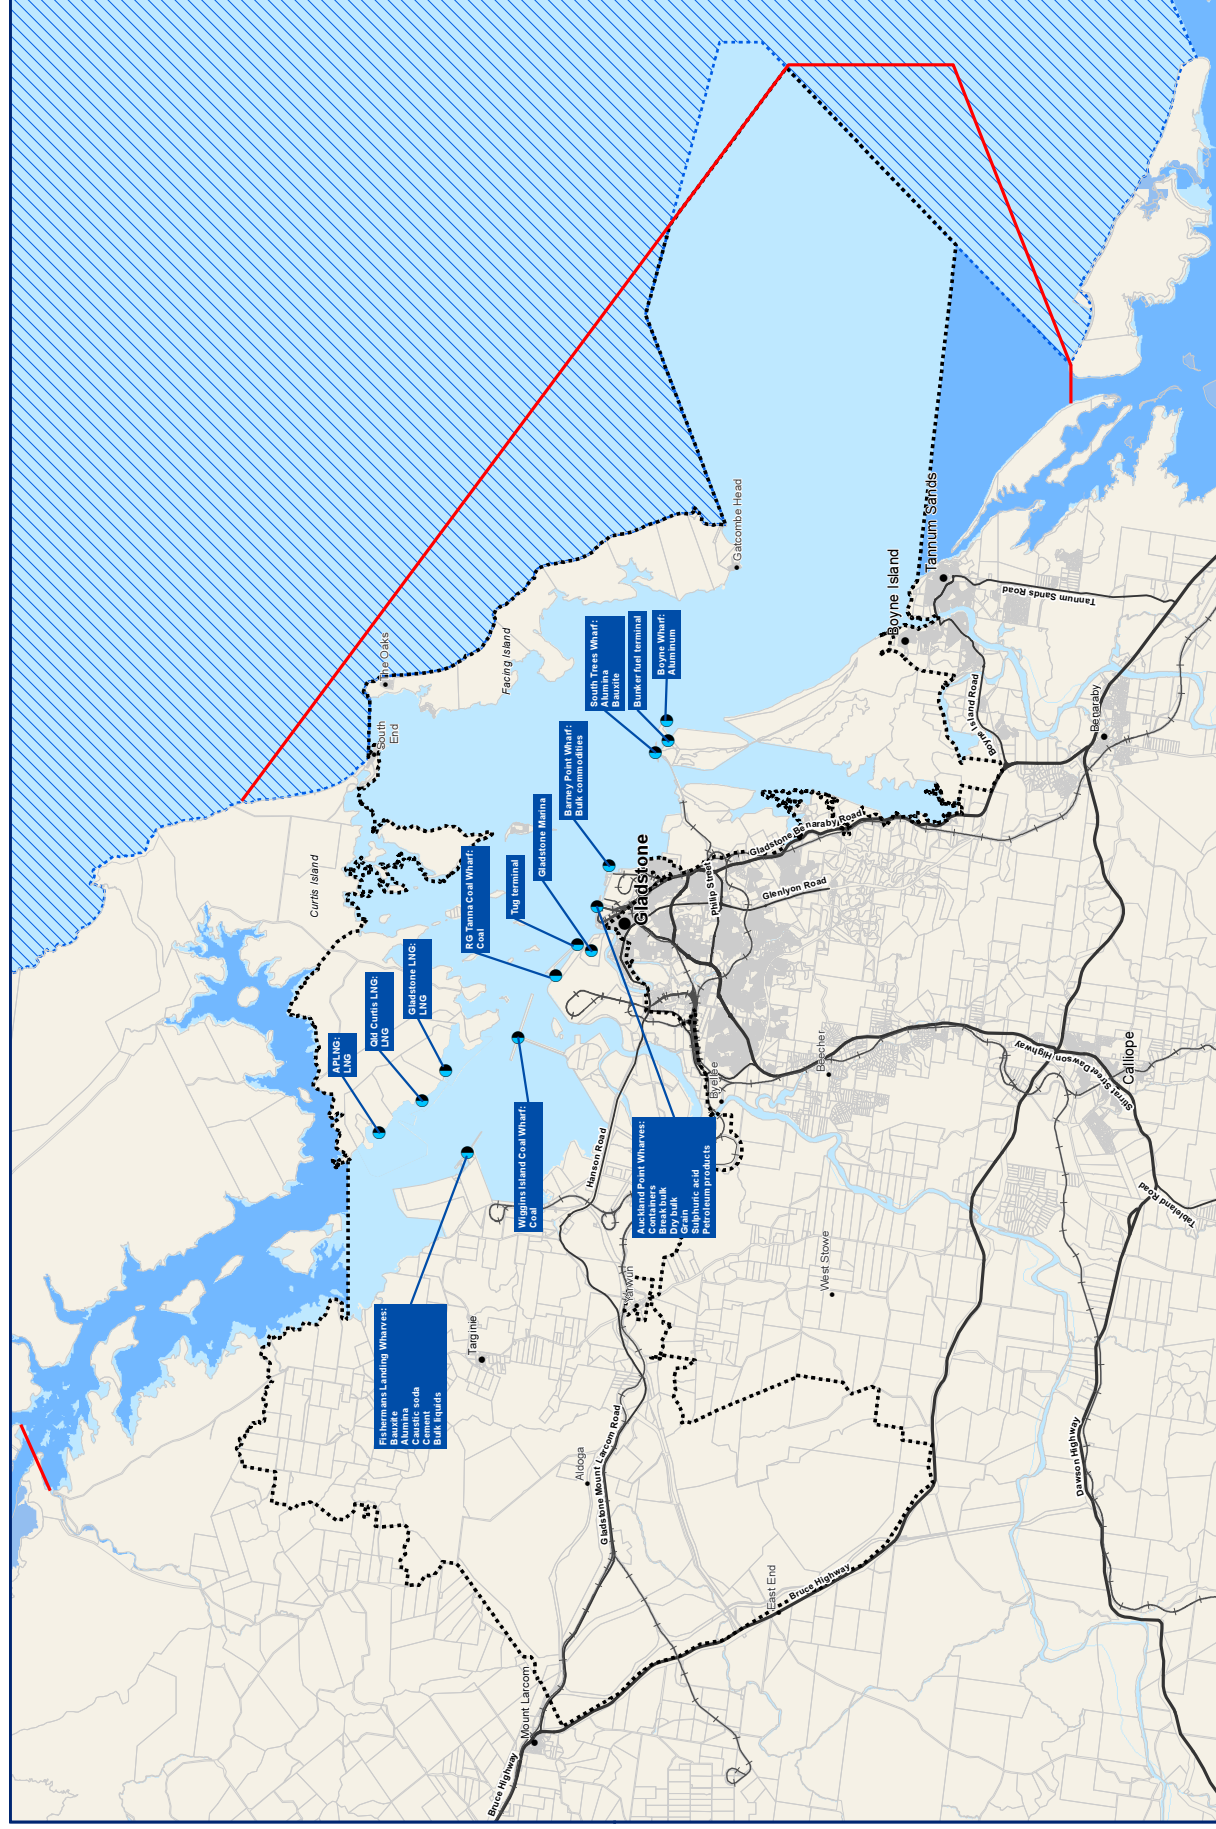 APLNG:
LNG
Qld Curtis LNG:
LNG
Gladstone LNG:
LNG
RG Tanna Coal Wharf:
Coal
Tug terminal
Gladstone Marina
Barney Point Wharf:
Bulk commodities
South Trees Wharf:
Alumina
Bauxite
Bunker fuel terminal
Boyne Wharf:
Aluminum
Wiggins Island Coal Wharf:
Coal
Auckland Point Wharves:
Containers
Break bulk
Dry bulk
Grain
Sulphuric acid
Petroleum products
Fishermans Landing Wharves:
Bauxite
Alumina
Caustic soda
Cement
Bulk liquids
Curtis Island
South
End
The Oaks
Facing Island
Gatcombe Head
Gladstone
Boyne Island
Tannum Sands
Tannum Sands Road
Boyne Island Road
Benaraby
Gladstone Benaraby Road
Philip Street
Glenlyon Road
Byellee
Beecher
Calliope
Stirrat Street
Dawson Highway
Tableland Road
Hanson Road
Yarwun
West Stowe
Targinie
Aldoga
Gladstone Mount Larcom Road
East End
Bruce Highway
Dawson Highway
Mount Larcom
Bruce Highway